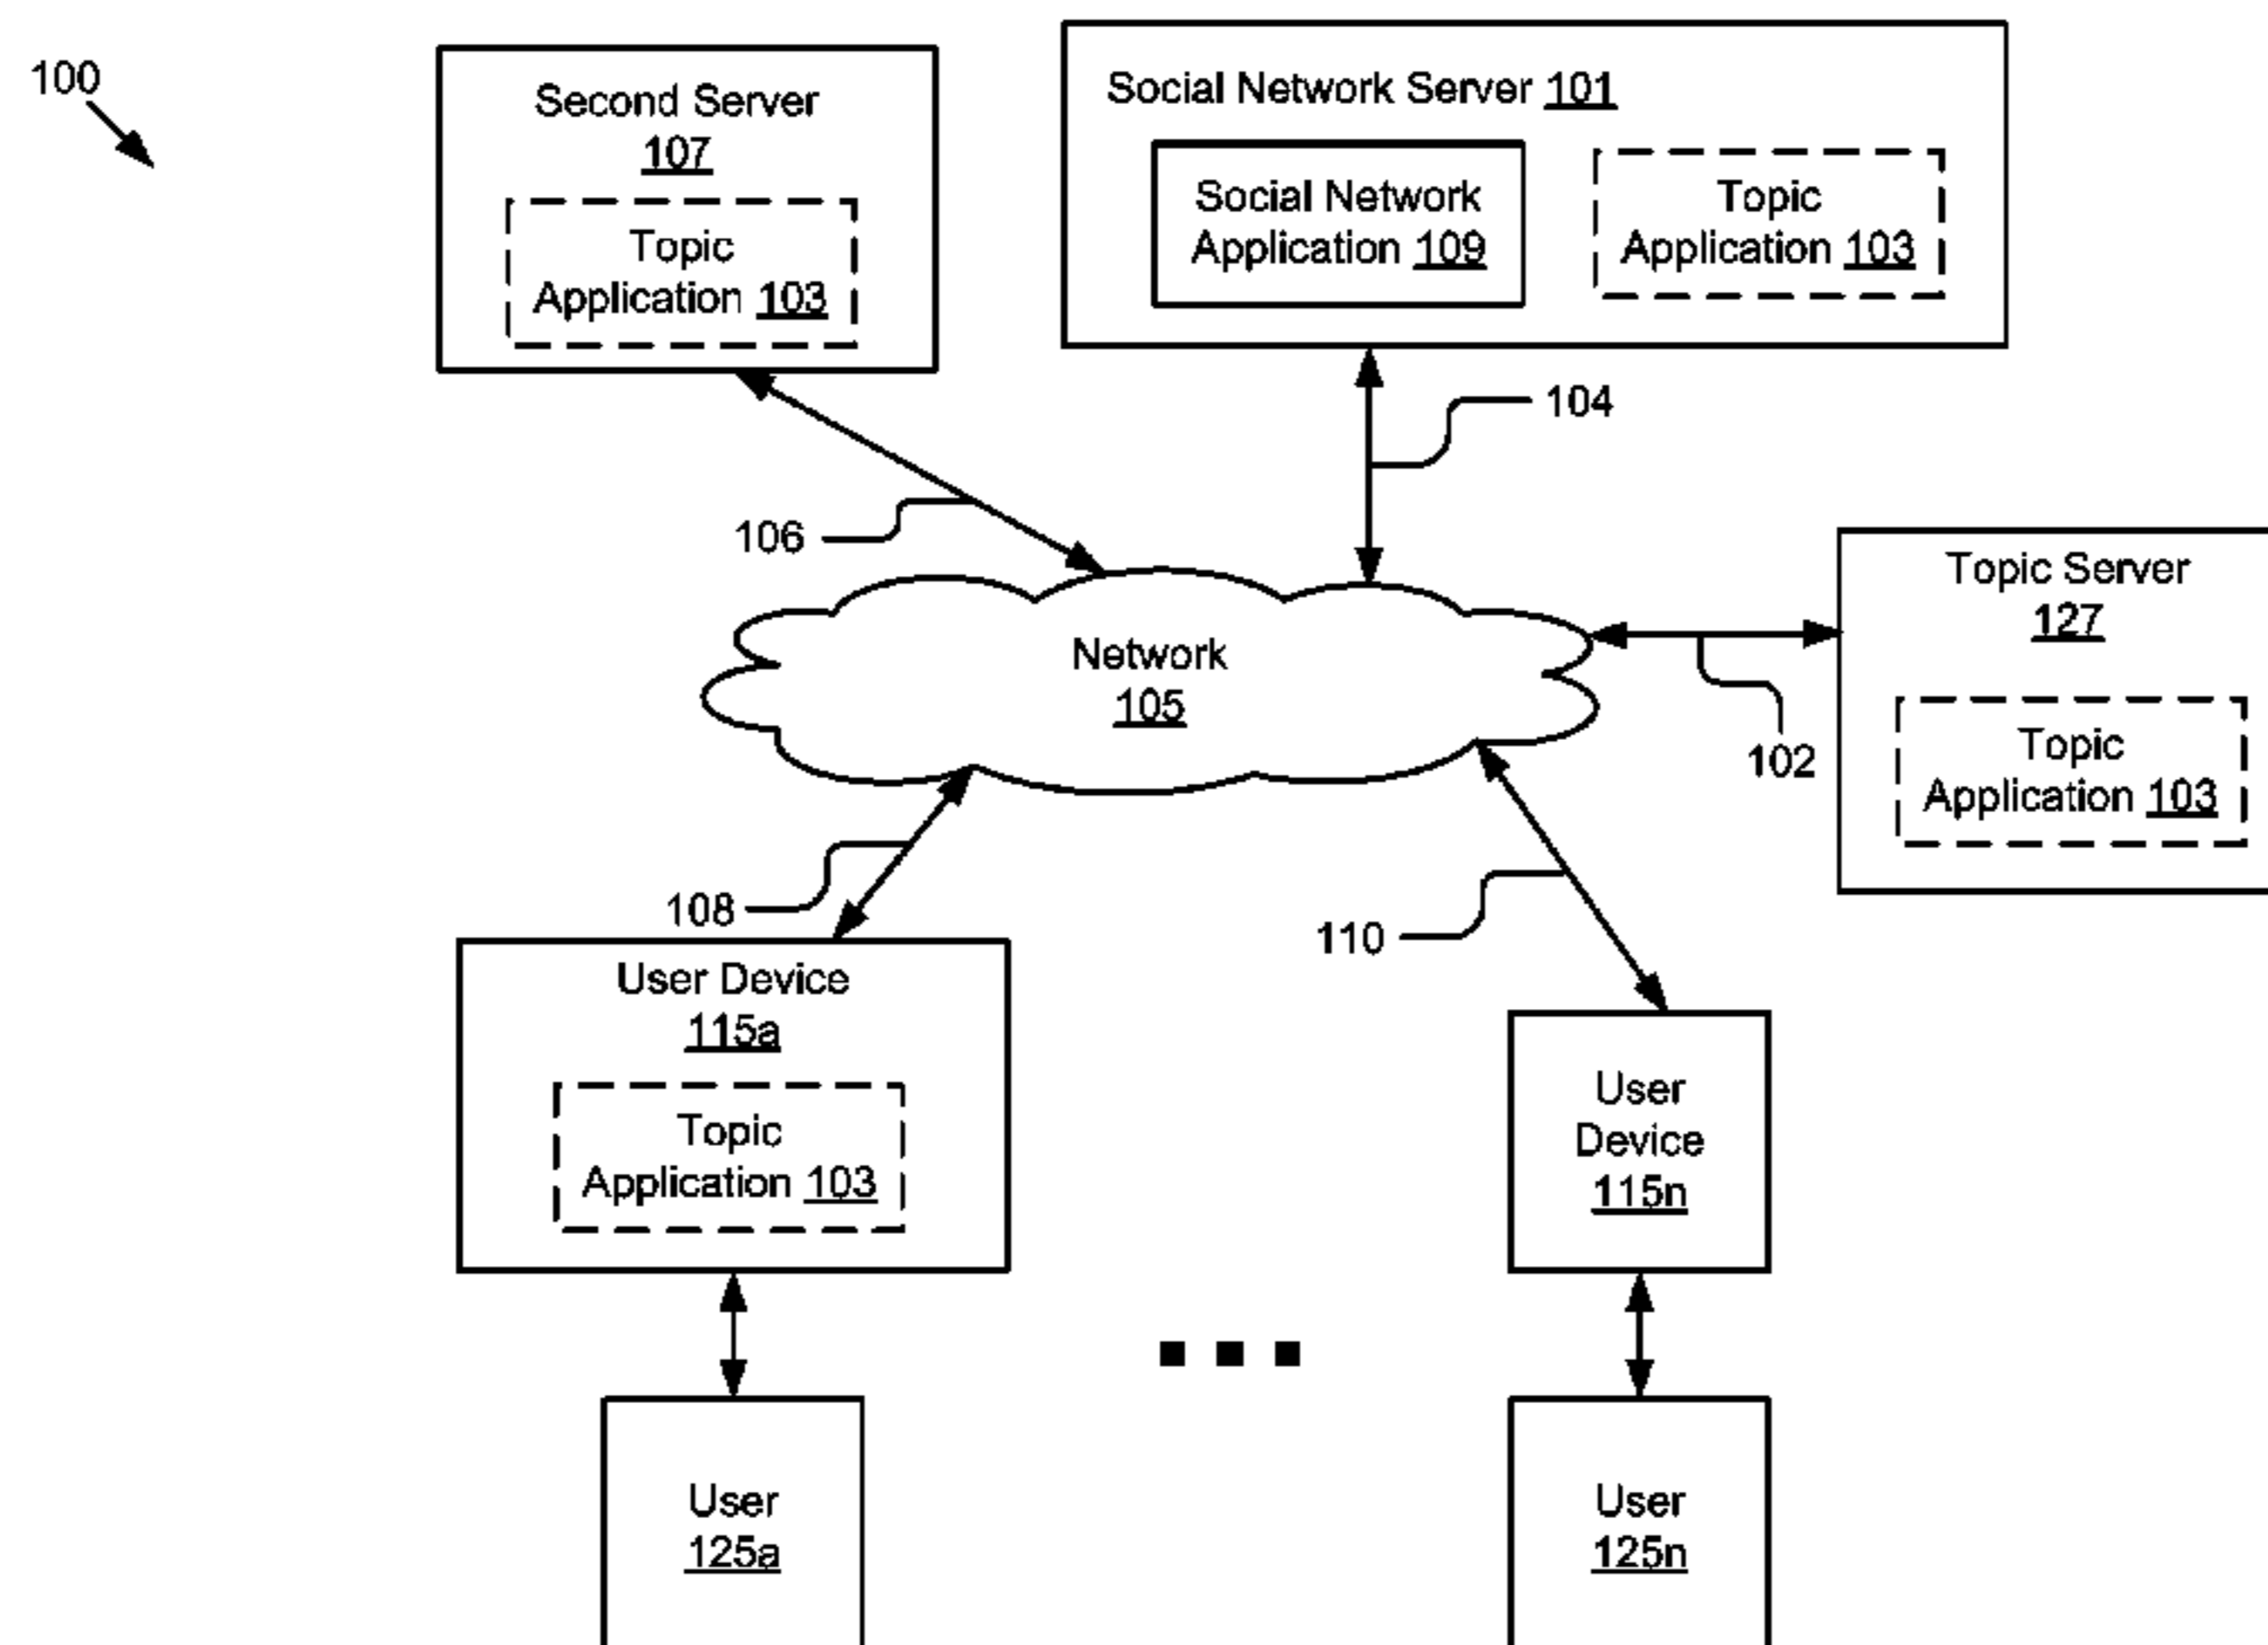 100
Second Server
107
Topic
Application 103
Social Network Server 101
Social Network
Application 109
Topic
Application 103
104
106
Topic Server
127
Topic
Application 103
Network
105
102
108
110
User Device
115a
Topic
Application 103
User
Device
115n
User
125a
User
125n